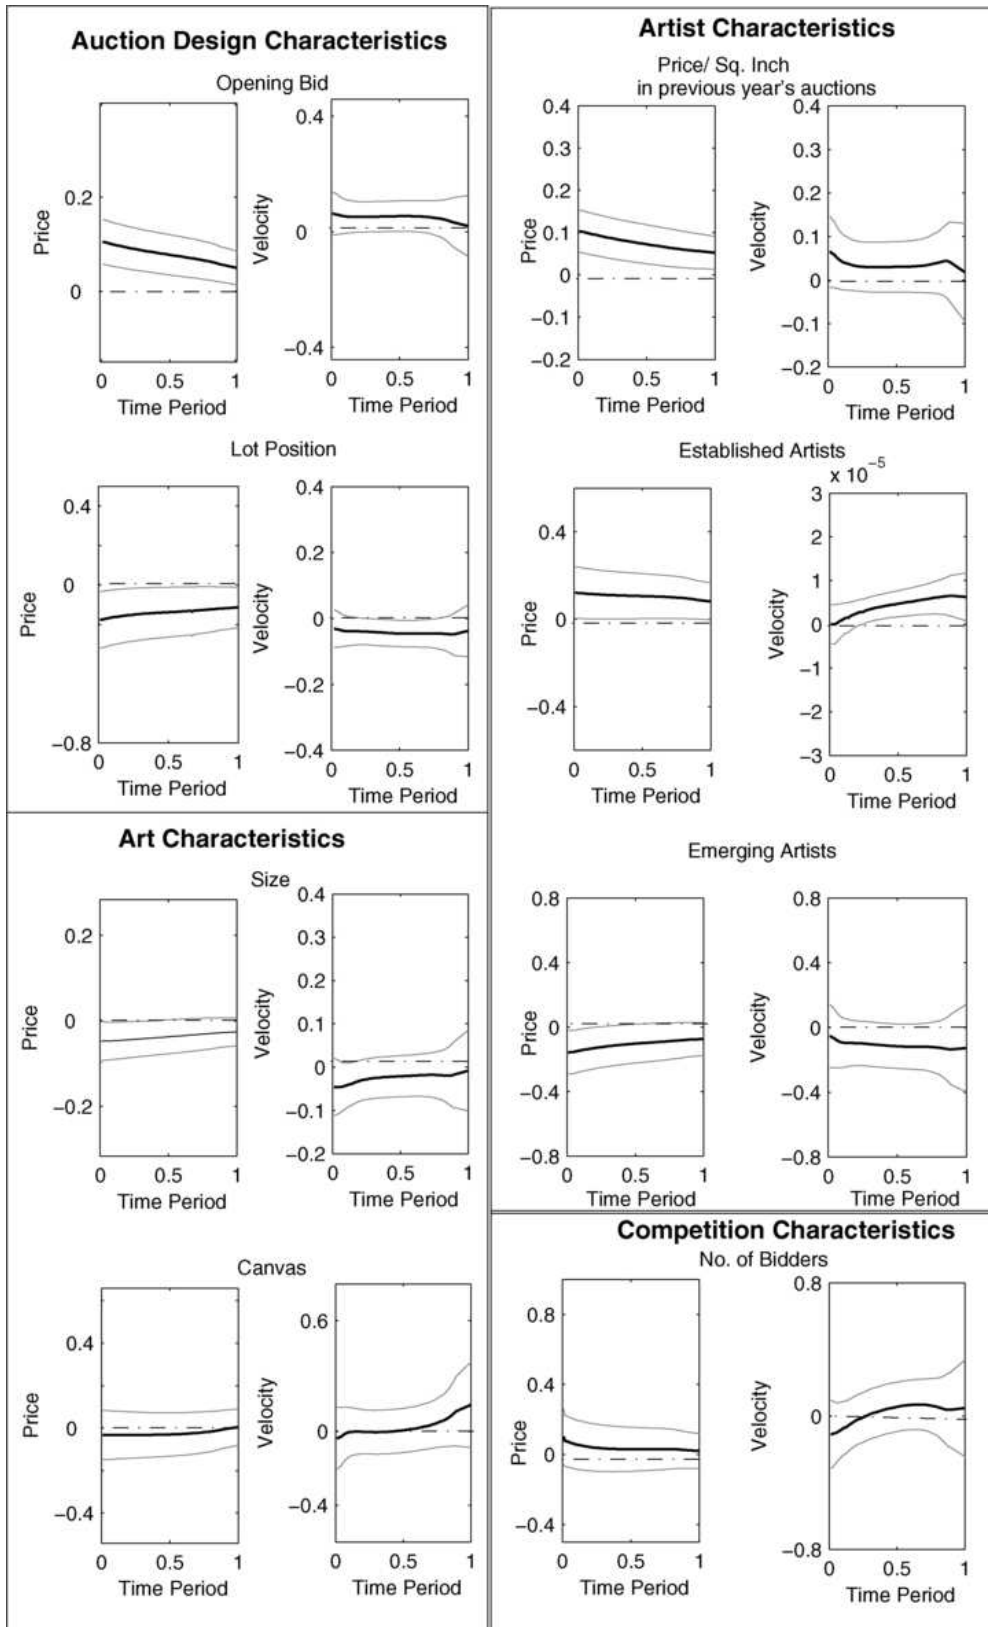 Auction Design Characteristics
Opening Bid
Price
0.2
0
0
0.5
1
Time Period
Velocity
0.4
0
−0.4
0
0.5
1
Time Period
Lot Position
Price
0.4
0
−0.8
0
0.5
1
Time Period
Velocity
0.4
0.2
0
−0.2
−0.4
0
0.5
1
Time Period
Art Characteristics
Size
Price
0.2
0
−0.2
0
0.5
1
Time Period
Velocity
0.4
0.3
0.2
0.1
0
−0.1
−0.2
0
0.5
1
Time Period
Canvas
Price
0.4
0
−0.4
0
0.5
1
Time Period
Velocity
0.6
0
−0.4
0
0.5
1
Time Period
Artist Characteristics
Price/ Sq. Inch
in previous year's auctions
Price
0.4
0.3
0.2
0.1
0
−0.1
−0.2
0
0.5
1
Time Period
Velocity
0.4
0.3
0.2
0.1
0
−0.1
−0.2
0
0.5
1
Time Period
Established Artists
Price
0.4
0
−0.4
0
0.5
1
Time Period
x 10⁻⁵
Velocity
3
2
1
0
−1
−2
−3
0
0.5
1
Time Period
Emerging Artists
Price
0.8
0.4
0
−0.4
−0.8
0
0.5
1
Time Period
Velocity
0.8
0.4
0
−0.4
−0.8
0
0.5
1
Time Period
Competition Characteristics
No. of Bidders
Price
0.8
0.4
0
−0.5
0
0.5
1
Time Period
Velocity
0.8
0
−0.8
0
0.5
1
Time Period